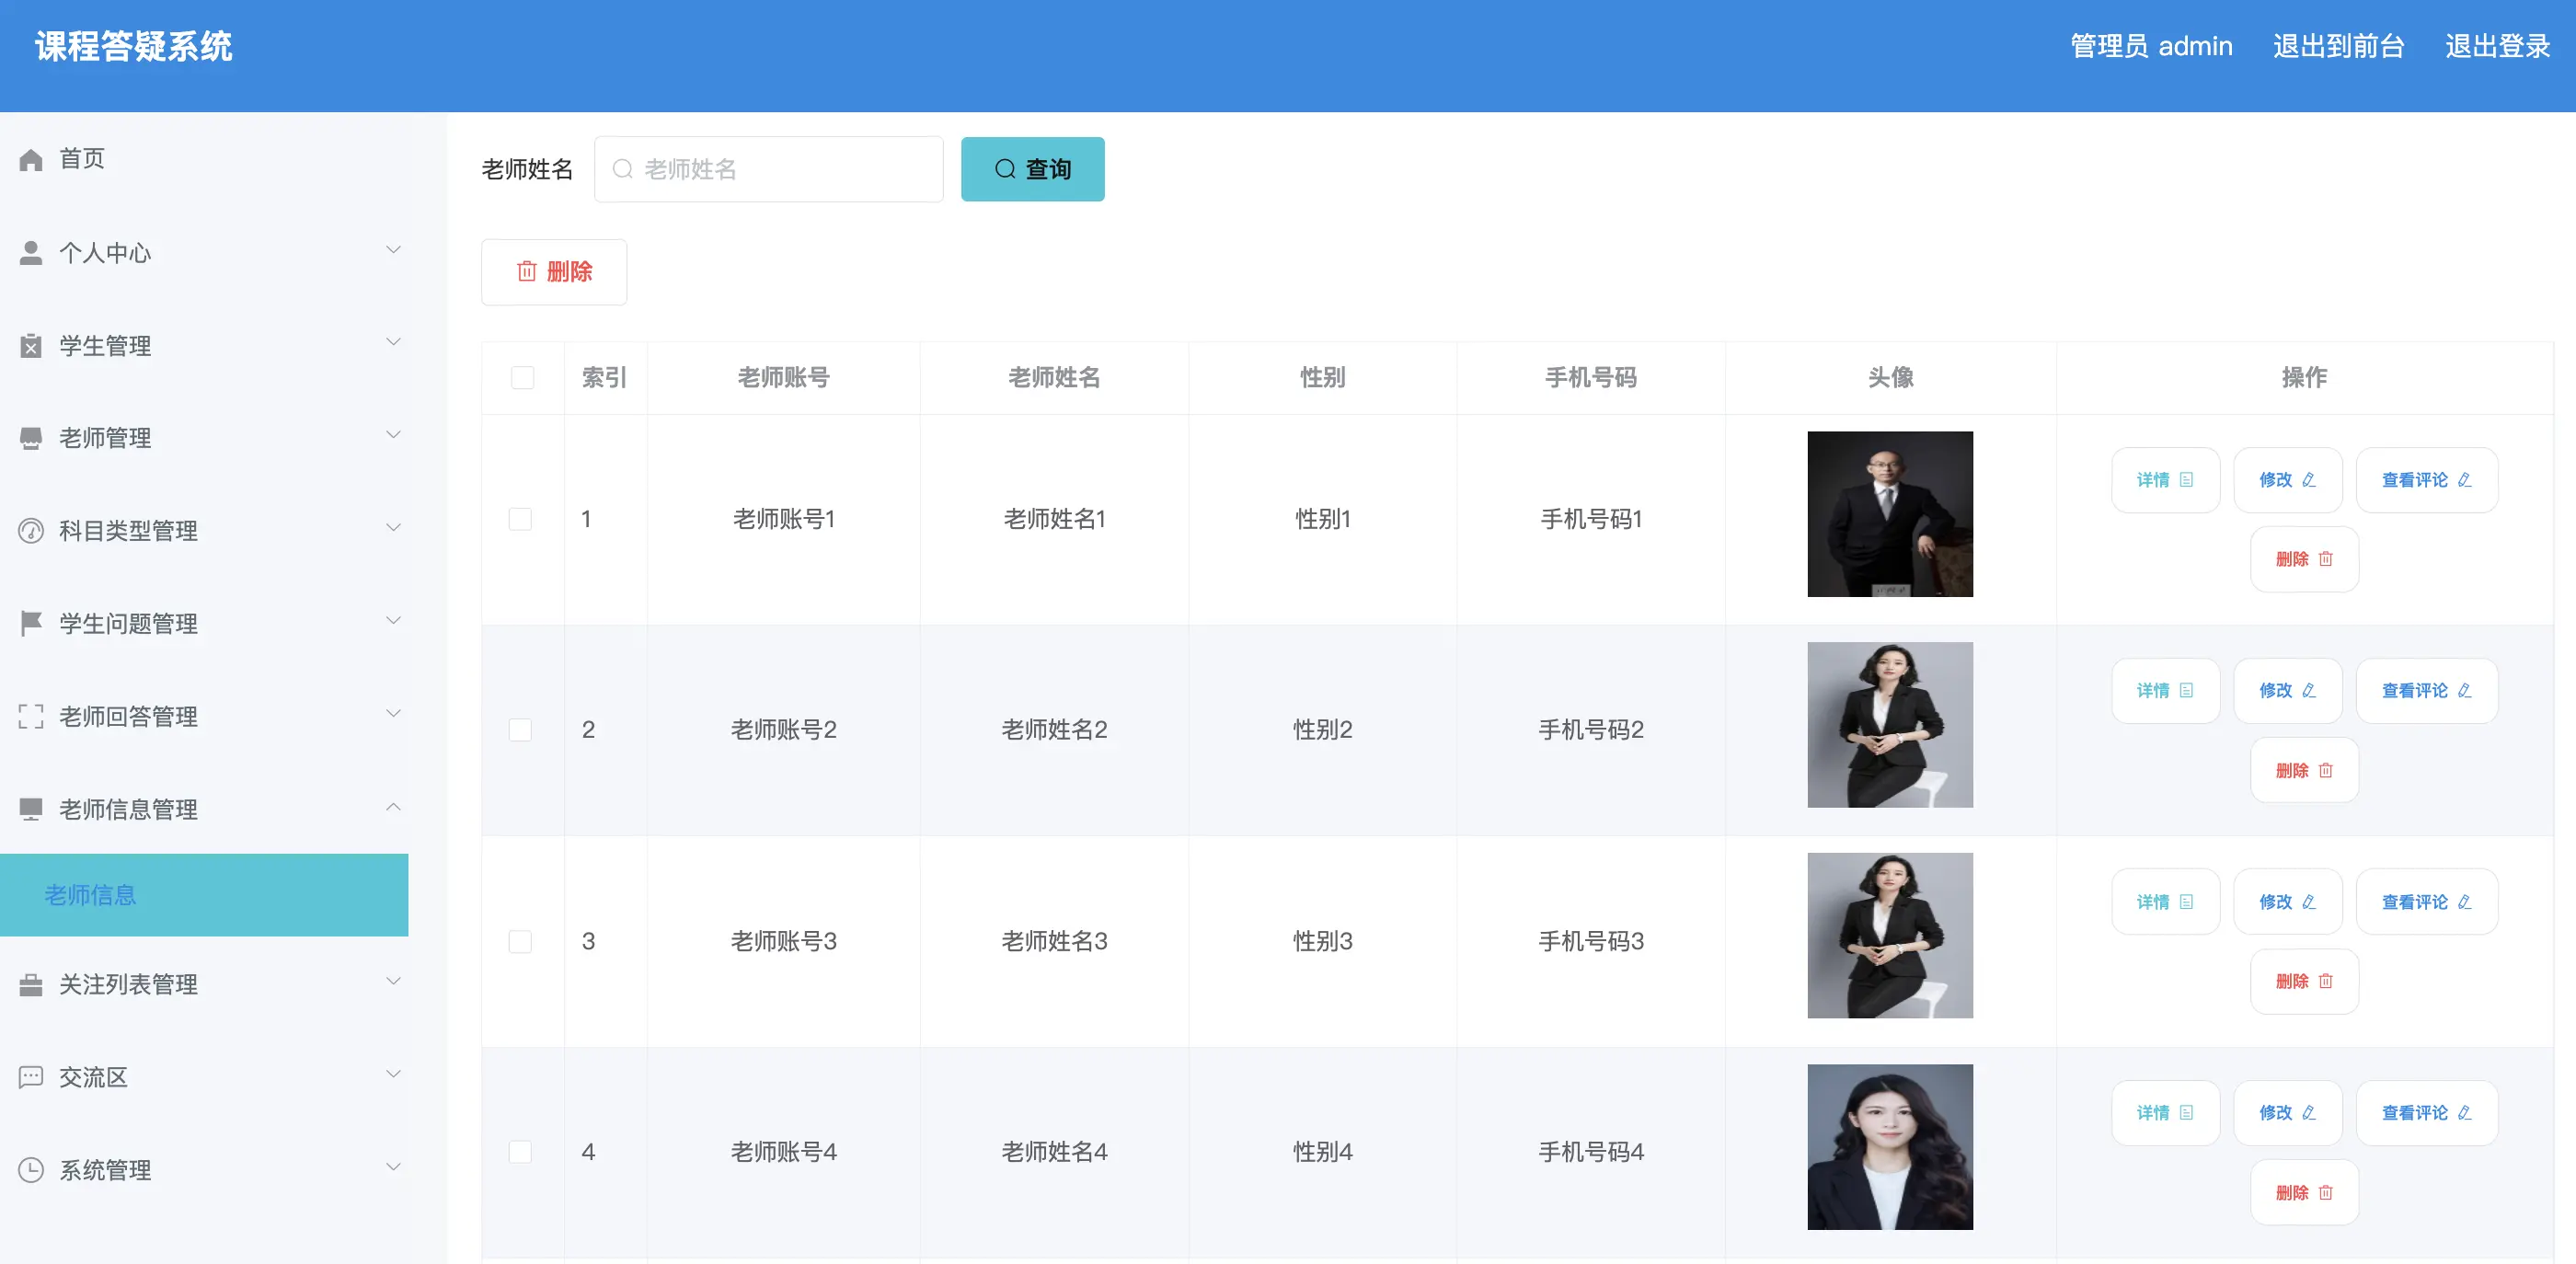 课程答疑系统
管理员 admin 退出到前台 退出登录
首页
个人中心
学生管理
老师管理
科目类型管理
学生问题管理
老师回答管理
老师信息管理
老师信息
关注列表管理
交流区
系统管理
老师姓名 老师姓名 查询
删除
索引 老师账号 老师姓名 性别 手机号码 头像 操作
1 老师账号1 老师姓名1 性别1 手机号码1 详情 修改 查看评论
删除
2 老师账号2 老师姓名2 性别2 手机号码2 详情 修改 查看评论
删除
3 老师账号3 老师姓名3 性别3 手机号码3 详情 修改 查看评论
删除
4 老师账号4 老师姓名4 性别4 手机号码4 详情 修改 查看评论
删除